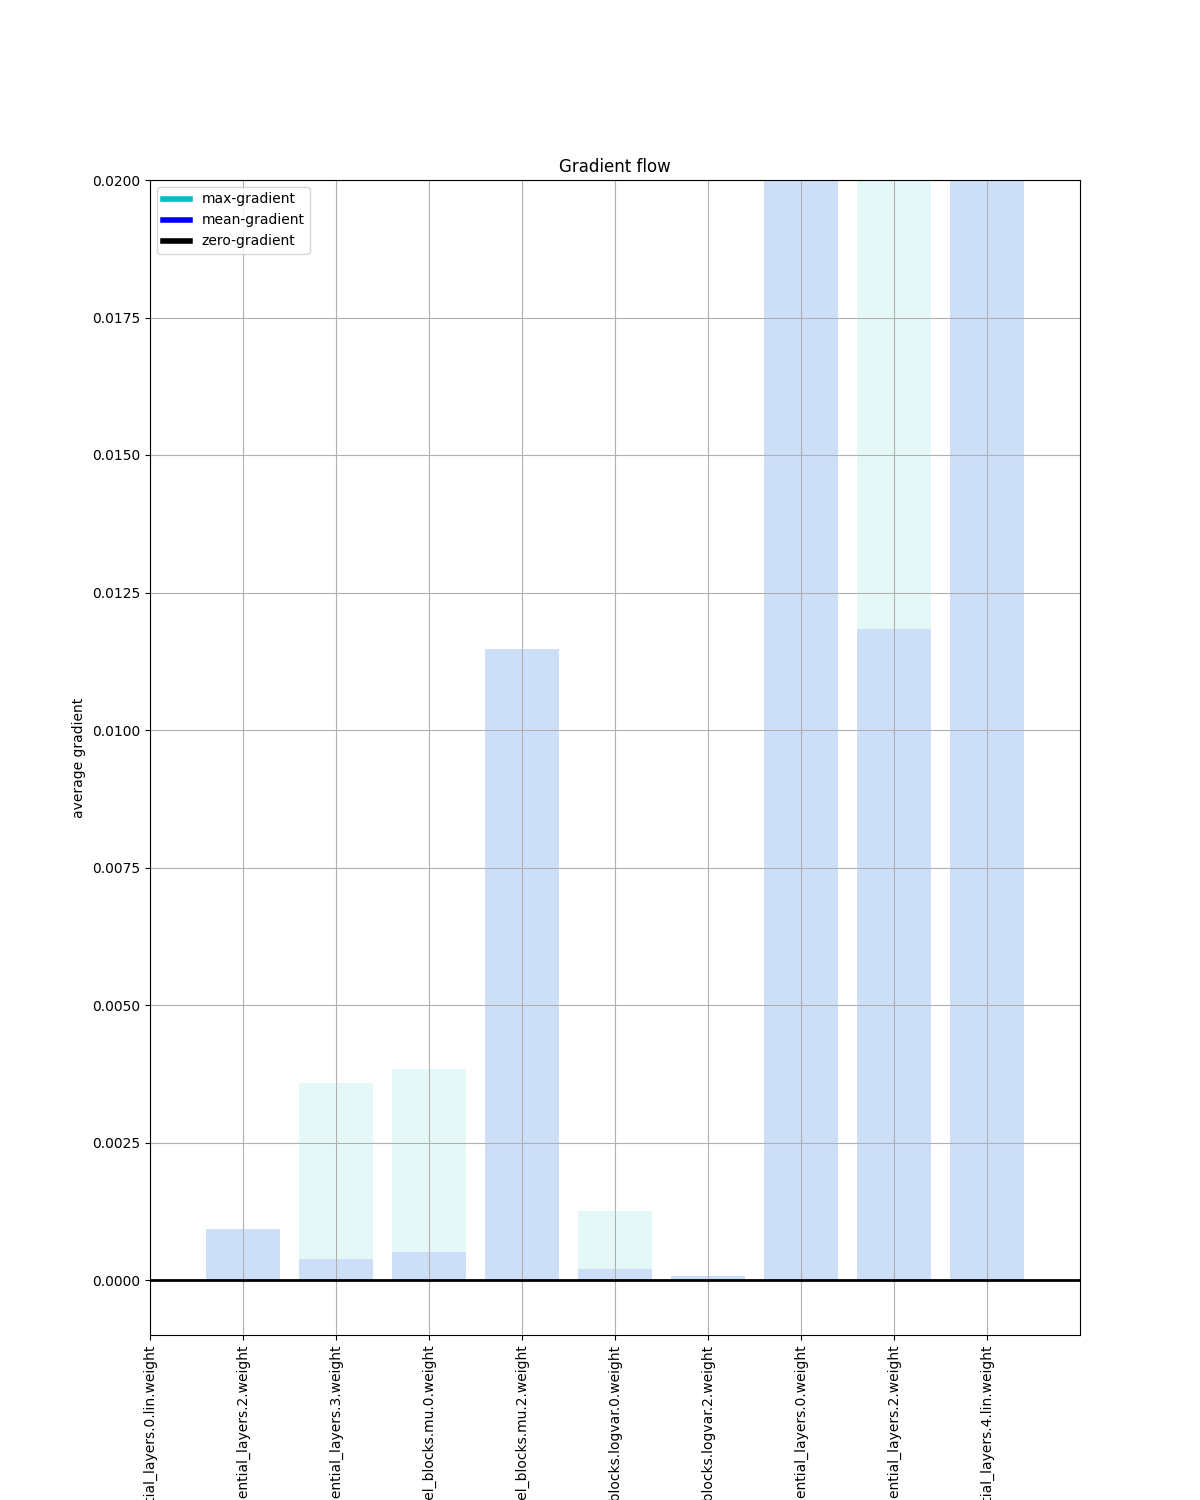 Gradient flow
max-gradient
mean-gradient
zero-gradient
0.0200
0.0175
0.0150
0.0125
0.0100
0.0075
0.0050
0.0025
0.0000
average gradient
tial_layers.0.lin.weight
ential_layers.2.weight
ential_layers.3.weight
el_blocks.mu.0.weight
el_blocks.mu.2.weight
blocks.logvar.0.weight
blocks.logvar.2.weight
ential_layers.0.weight
ential_layers.2.weight
tial_layers.4.lin.weight